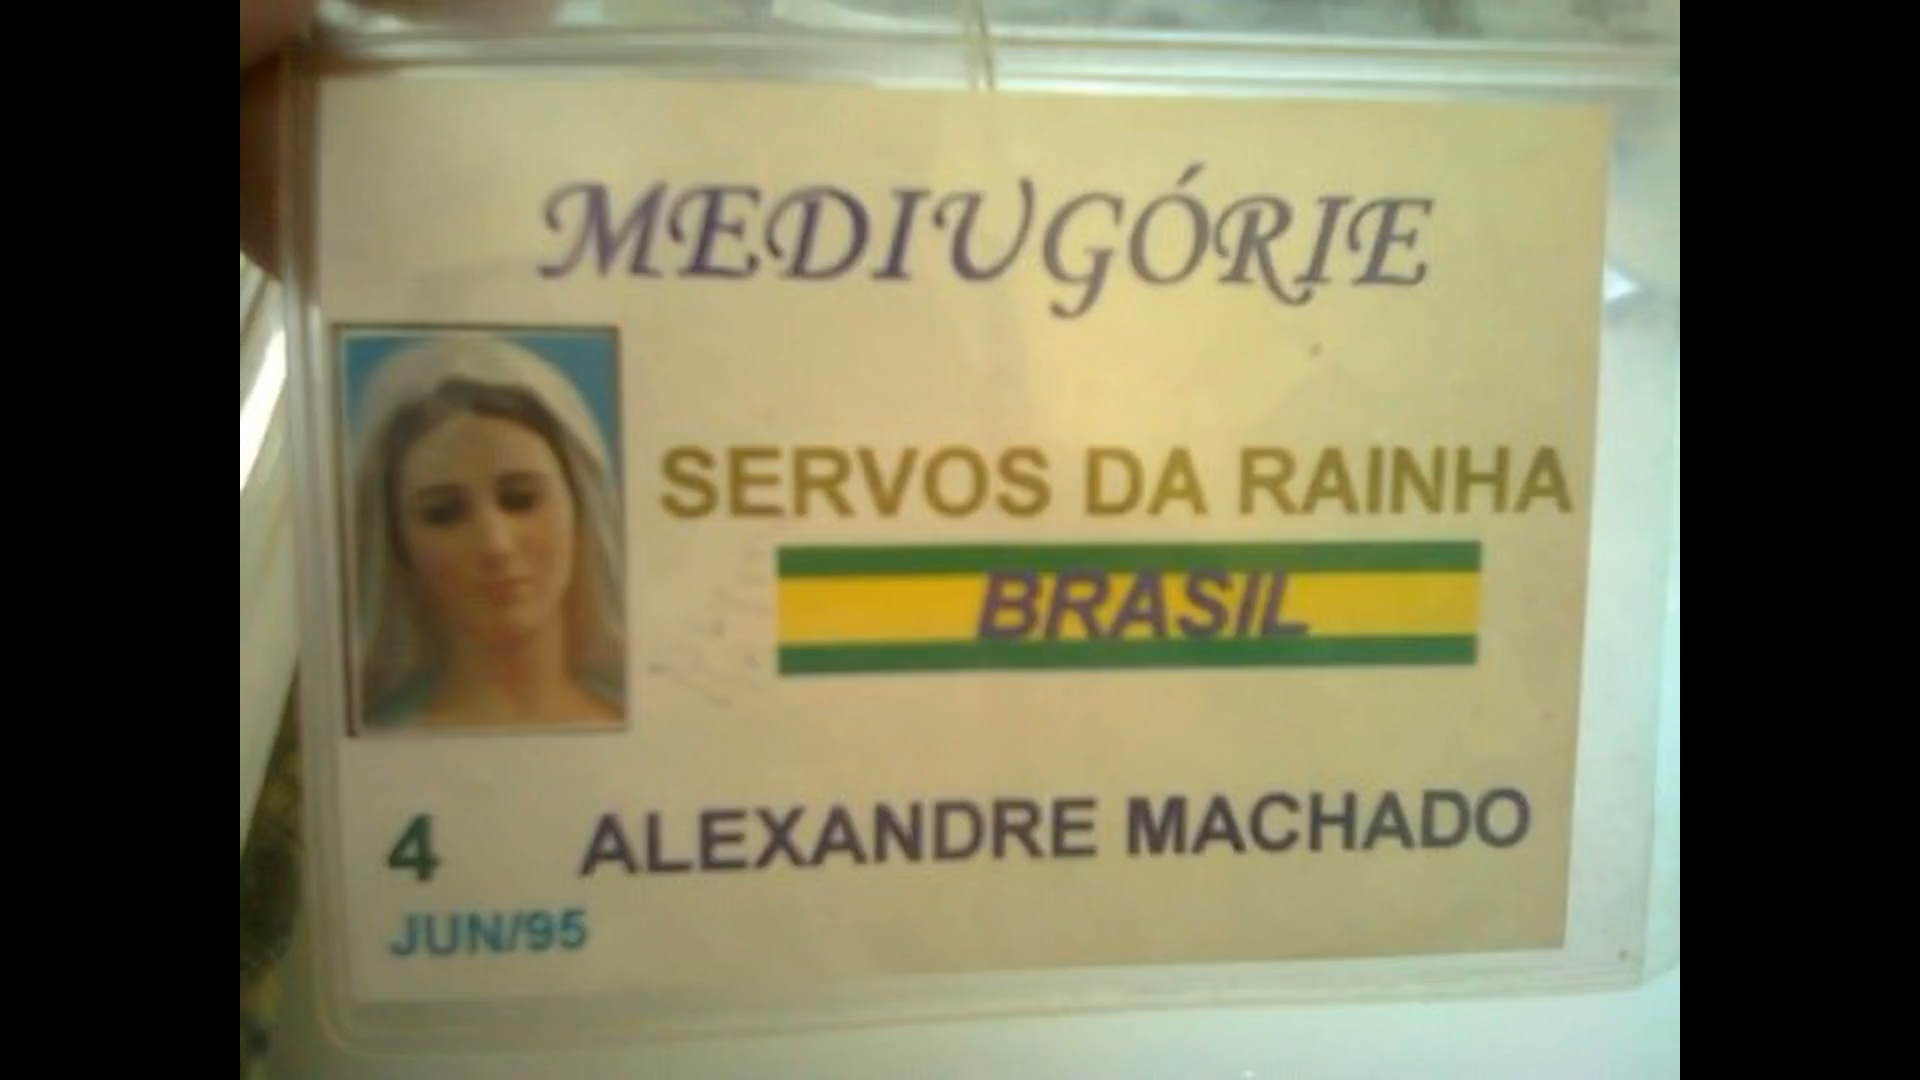 MEDIUGÓRIE
SERVOS DA RAINHA
BRASIL
4 ALEXANDRE MACHADO
JUN/95